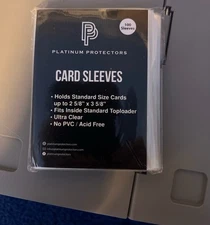 PLATINUM PROTECTORS
100
Sleeves
CARD SLEEVES
• Holds Standard Size Cards
up to 2 5/8" x 3 5/8"
• Fits Inside Standard Toploader
• Ultra Clear
• No PVC / Acid Free